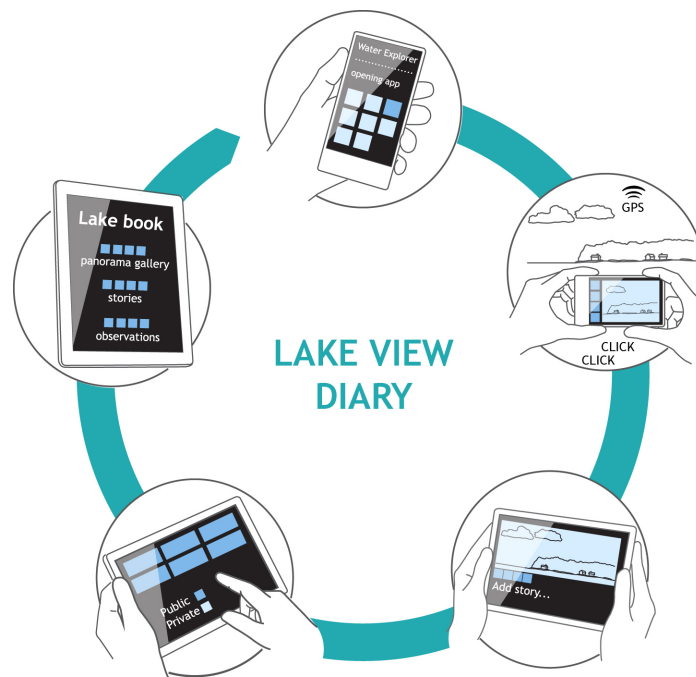 Water Explorer
opening app
GPS
CLICK
CLICK
Add story...
Public
Private
Lake book
panorama gallery
stories
observations
LAKE VIEW
DIARY